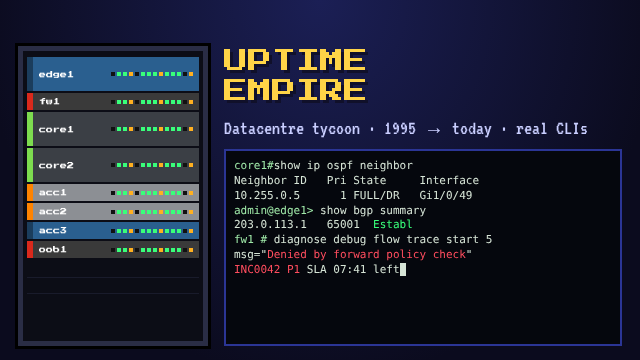 edge1
fw1
core1
core2
acc1
acc2
acc3
oob1
UPTIME
EMPIRE
Datacentre tycoon · 1995 → today · real CLIs
core1#show ip ospf neighbor
Neighbor ID   Pri State     Interface
10.255.0.5      1 FULL/DR   Gi1/0/49
admin@edge1> show bgp summary
203.0.113.1   65001  Establ
fw1 # diagnose debug flow trace start 5
msg="Denied by forward policy check"
INC0042 P1 SLA 07:41 left